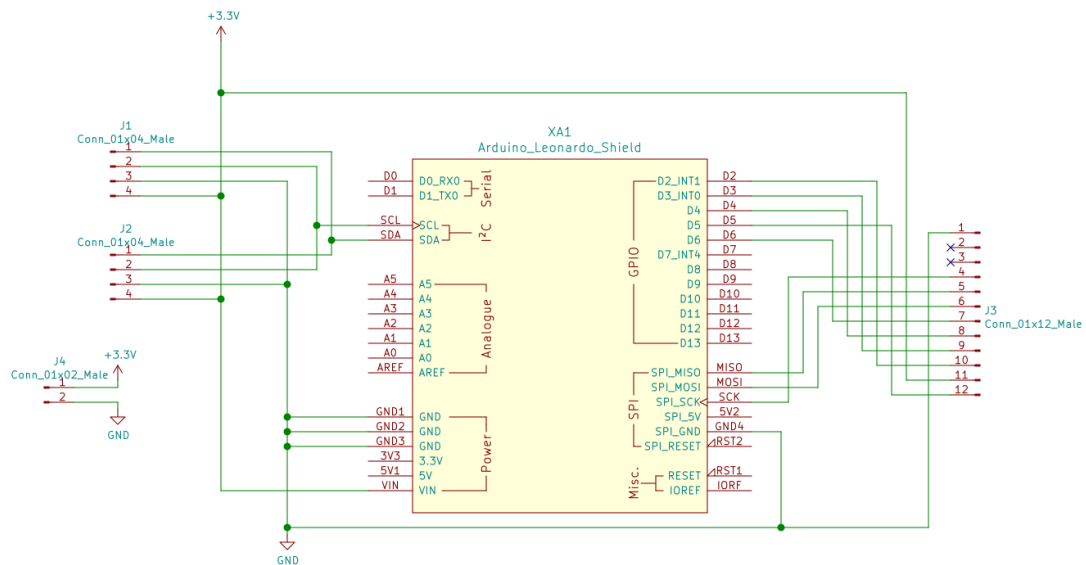 +3.3V
J1
Conn_01x04_Male
1
2
3
4
J2
Conn_01x04_Male
1
2
3
4
J4
Conn_01x02_Male
1
2
+3.3V
GND
GND
XA1
Arduino_Leonardo_Shield
D0 D0_RX0
D1 D1_TX0
Serial
SCL SCL
SDA SDA
I²C
A5 A5
A4 A4
A3 A3
A2 A2
A1 A1
A0 A0
AREF AREF
Analogue
GND1 GND
GND2 GND
GND3 GND
3V3 3.3V
5V1 5V
VIN VIN
Power
GPIO
D2_INT1 D2
D3_INT0 D3
D4 D4
D5 D5
D6 D6
D7_INT4 D7
D8 D8
D9 D9
D10 D10
D11 D11
D12 D12
D13 D13
SPI
SPI_MISO MISO
SPI_MOSI MOSI
SPI_SCK SCK
SPI_5V 5V2
SPI_GND GND4
SPI_RESET RST2
Misc.
RESET RST1
IOREF IORF
1
2
3
4
5
6
7
8
9
10
11
12
J3
Conn_01x12_Male